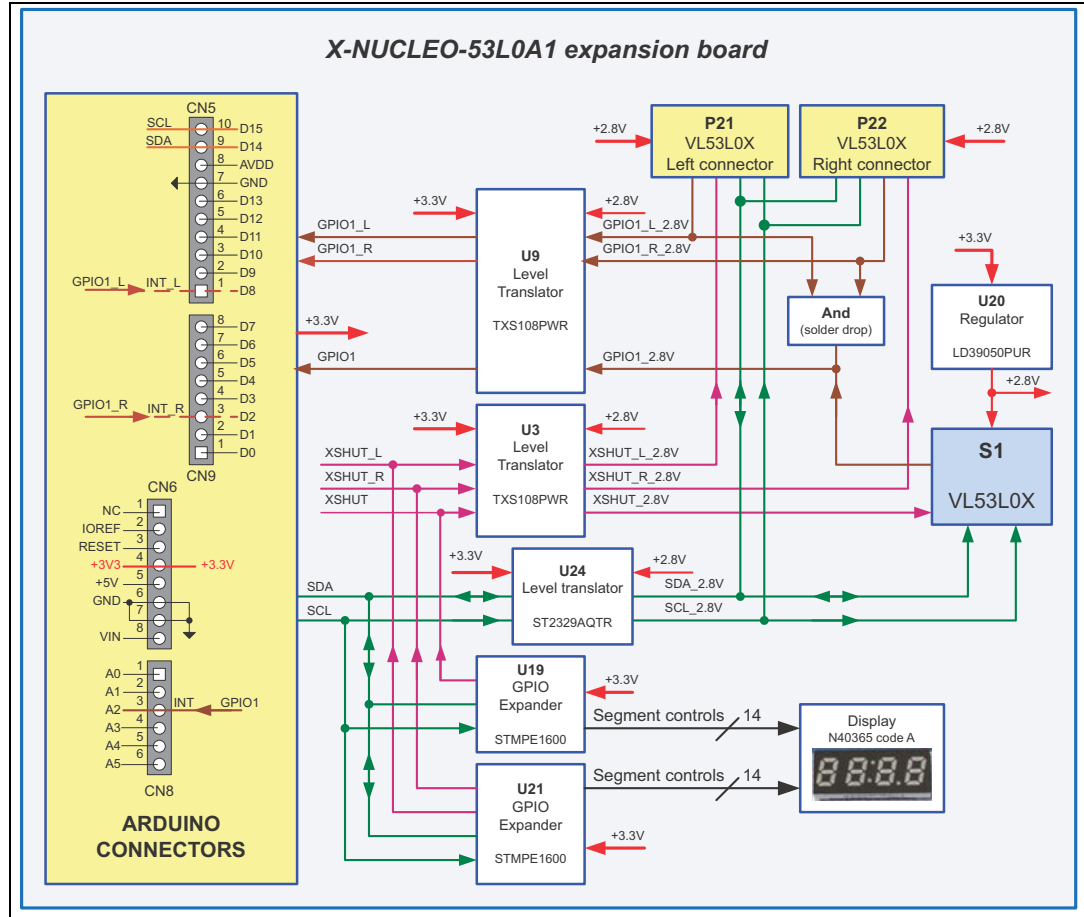 X-NUCLEO-53L0A1 expansion board
CN5
SCL
10
D15
SDA
9
D14
8
AVDD
7
GND
6
D13
5
D12
4
D11
3
D10
2
D9
GPIO1_L
INT_L
1
D8
8
D7
7
D6
6
D5
5
D4
4
D3
GPIO1_R
INT_R
3
D2
2
D1
1
D0
CN9
CN6
NC
1
IOREF
2
RESET
3
+3V3
4
+3.3V
+5V
5
GND
6
7
VIN
8
A0
1
A1
2
A2
3
INT
GPIO1
A3
4
A4
5
A5
6
CN8
ARDUINO
CONNECTORS
GPIO1_L
GPIO1_R
+3.3V
GPIO1
+3.3V
+2.8V
U9
Level
Translator
TXS108PWR
GPIO1_L_2.8V
GPIO1_R_2.8V
GPIO1_2.8V
+2.8V
P21
VL53L0X
Left connector
P22
VL53L0X
Right connector
+2.8V
And
(solder drop)
+3.3V
U20
Regulator
LD39050PUR
+2.8V
S1
VL53L0X
+3.3V
+2.8V
XSHUT_L
XSHUT_R
XSHUT
U3
Level
Translator
TXS108PWR
XSHUT_L_2.8V
XSHUT_R_2.8V
XSHUT_2.8V
+3.3V
+2.8V
SDA
SCL
U24
Level translator
ST2329AQTR
SDA_2.8V
SCL_2.8V
U19
GPIO
Expander
STMPE1600
+3.3V
Segment controls
14
U21
GPIO
Expander
STMPE1600
Segment controls
14
+3.3V
Display
N40365 code A
88:88